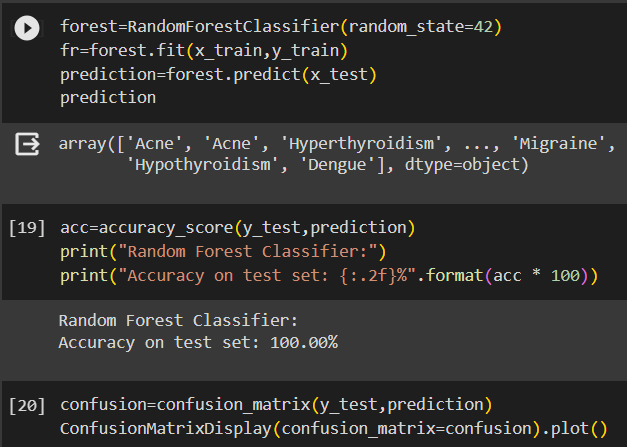 forest=RandomForestClassifier(random_state=42)
fr=forest.fit(x_train,y_train)
prediction=forest.predict(x_test)
prediction
array(['Acne', 'Acne', 'Hyperthyroidism', ..., 'Migraine',
'Hypothyroidism', 'Dengue'], dtype=object)
[19] acc=accuracy_score(y_test,prediction)
print("Random Forest Classifier:")
print("Accuracy on test set: {:.2f}%".format(acc * 100))
Random Forest Classifier:
Accuracy on test set: 100.00%
[20] confusion=confusion_matrix(y_test,prediction)
ConfusionMatrixDisplay(confusion_matrix=confusion).plot()